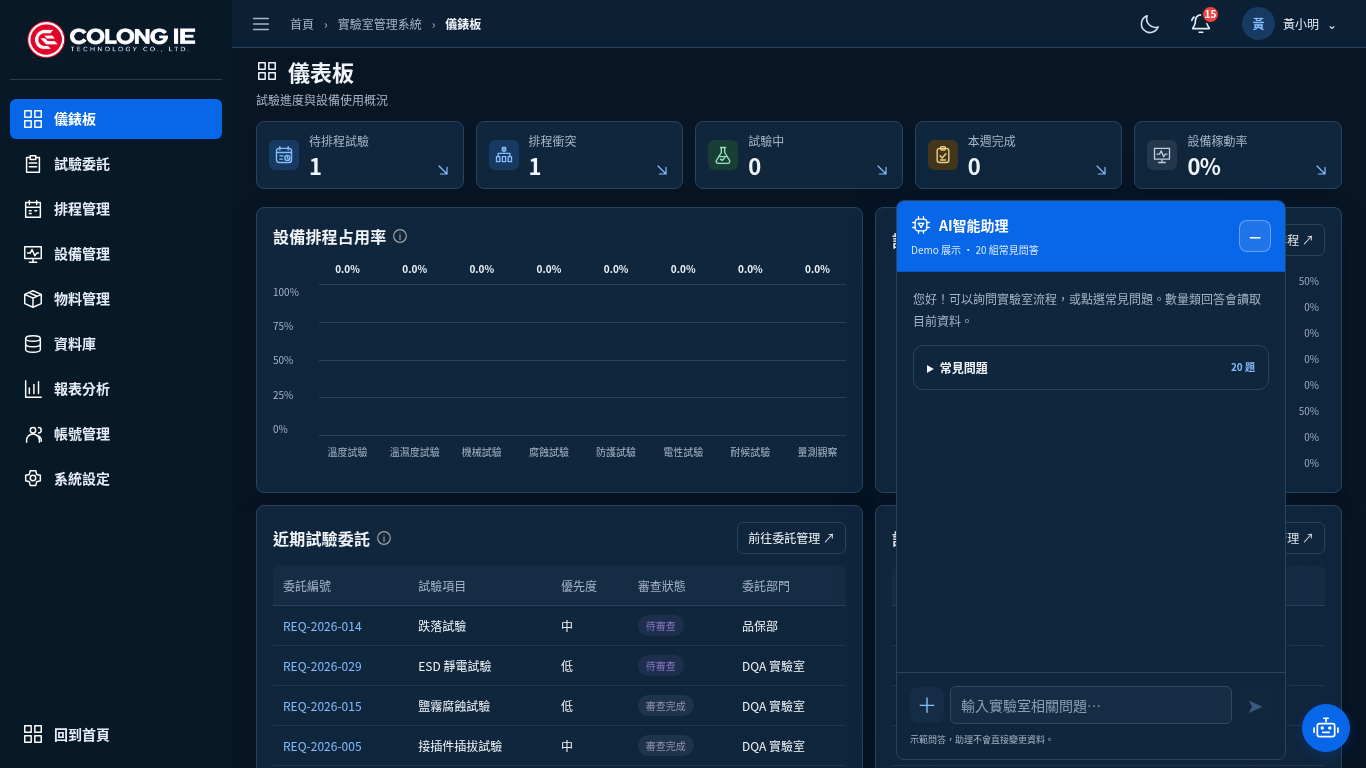 COLONG IE
TECHNOLOGY CO., LTD.
儀錶板
試驗委託
排程管理
設備管理
物料管理
資料庫
報表分析
帳號管理
系統設定
回到首頁
首頁 › 實驗室管理系統 › 儀錶板
15
黃 黃小明
儀表板
試驗進度與設備使用概況
待排程試驗
1
排程衝突
1
試驗中
0
本週完成
0
設備稼動率
0%
設備排程占用率
0.0% 0.0% 0.0% 0.0% 0.0% 0.0% 0.0% 0.0%
100%
75%
50%
25%
0%
溫度試驗 溫濕度試驗 機械試驗 腐蝕試驗 防護試驗 電性試驗 耐候試驗 量測觀察
程 ↗
50%
0%
0%
0%
0%
50%
0%
0%
近期試驗委託
前往委託管理 ↗
委託編號 試驗項目 優先度 審查狀態 委託部門
REQ-2026-014 跌落試驗 中 待審查 品保部
REQ-2026-029 ESD 靜電試驗 低 待審查 DQA 實驗室
REQ-2026-015 鹽霧腐蝕試驗 低 審查完成 DQA 實驗室
REQ-2026-005 接插件插拔試驗 中 審查完成 DQA 實驗室
理 ↗
AI智能助理
Demo 展示 · 20 組常見問答
您好！可以詢問實驗室流程，或點選常見問題。數量類回答會讀取
目前資料。
▶ 常見問題 20 題
輸入實驗室相關問題…
示範問答，助理不會直接變更資料。